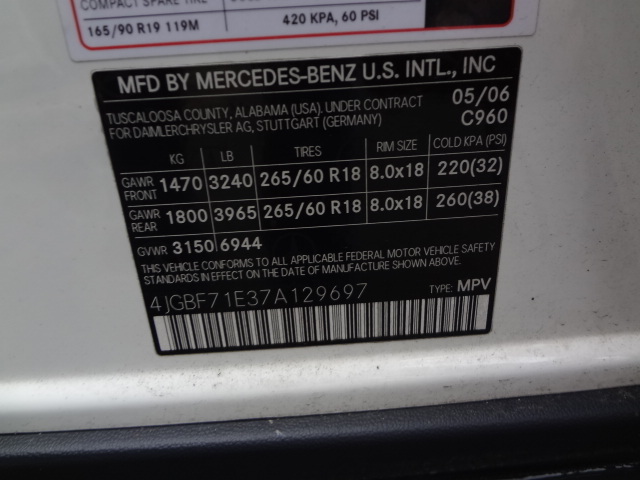 COMPACT SPARE
165/90 R19 119M 420 KPA, 60 PSI
MFD BY MERCEDES-BENZ U.S. INTL., INC
TUSCALOOSA COUNTY, ALABAMA (USA). UNDER CONTRACT 05/06
FOR DAIMLERCHRYSLER AG, STUTTGART (GERMANY) C960
KG LB TIRES RIM SIZE COLD KPA (PSI)
GAWR FRONT 1470 3240 265/60 R18 8.0x18 220(32)
GAWR REAR 1800 3965 265/60 R18 8.0x18 260(38)
GVWR 3150 6944
THIS VEHICLE CONFORMS TO ALL APPLICABLE FEDERAL MOTOR VEHICLE SAFETY
STANDARDS IN EFFECT ON THE DATE OF MANUFACTURE SHOWN ABOVE.
4JGBF71E37A129697 TYPE: MPV